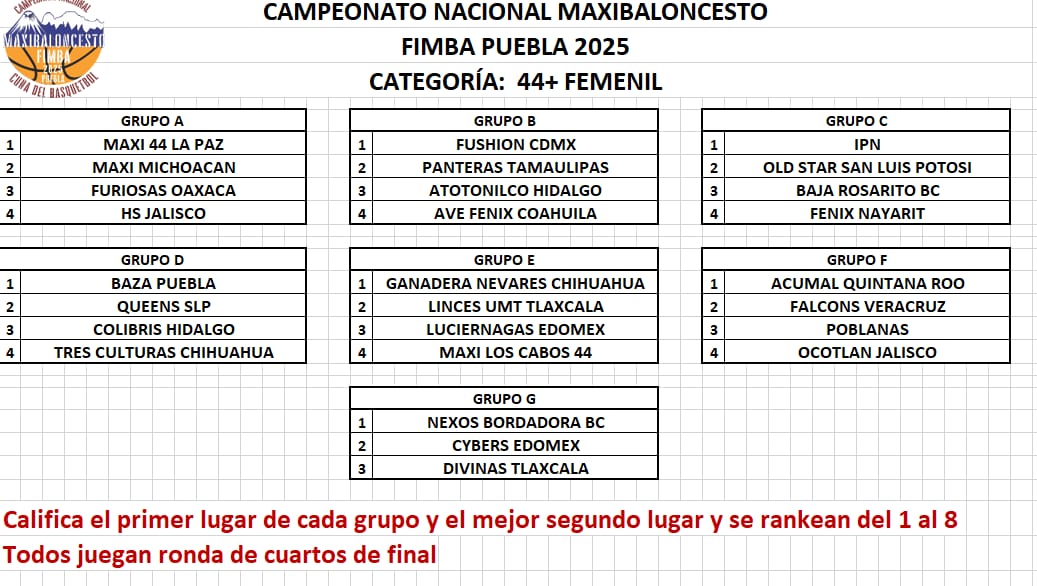 CAMPEONATO NACIONAL
MAXIBALONCESTO
FIMBA
2025
PUEBLA
CUNA DEL BASQUETBOL
CAMPEONATO NACIONAL MAXIBALONCESTO
FIMBA PUEBLA 2025
CATEGORÍA: 44+ FEMENIL
GRUPO A
1 MAXI 44 LA PAZ
2 MAXI MICHOACAN
3 FURIOSAS OAXACA
4 HS JALISCO
GRUPO B
1 FUSHION CDMX
2 PANTERAS TAMAULIPAS
3 ATOTONILCO HIDALGO
4 AVE FENIX COAHUILA
GRUPO C
1 IPN
2 OLD STAR SAN LUIS POTOSI
3 BAJA ROSARITO BC
4 FENIX NAYARIT
GRUPO D
1 BAZA PUEBLA
2 QUEENS SLP
3 COLIBRIS HIDALGO
4 TRES CULTURAS CHIHUAHUA
GRUPO E
1 GANADERA NEVARES CHIHUAHUA
2 LINCES UMT TLAXCALA
3 LUCIERNAGAS EDOMEX
4 MAXI LOS CABOS 44
GRUPO F
1 ACUMAL QUINTANA ROO
2 FALCONS VERACRUZ
3 POBLANAS
4 OCOTLAN JALISCO
GRUPO G
1 NEXOS BORDADORA BC
2 CYBERS EDOMEX
3 DIVINAS TLAXCALA
Califica el primer lugar de cada grupo y el mejor segundo lugar y se rankean del 1 al 8
Todos juegan ronda de cuartos de final